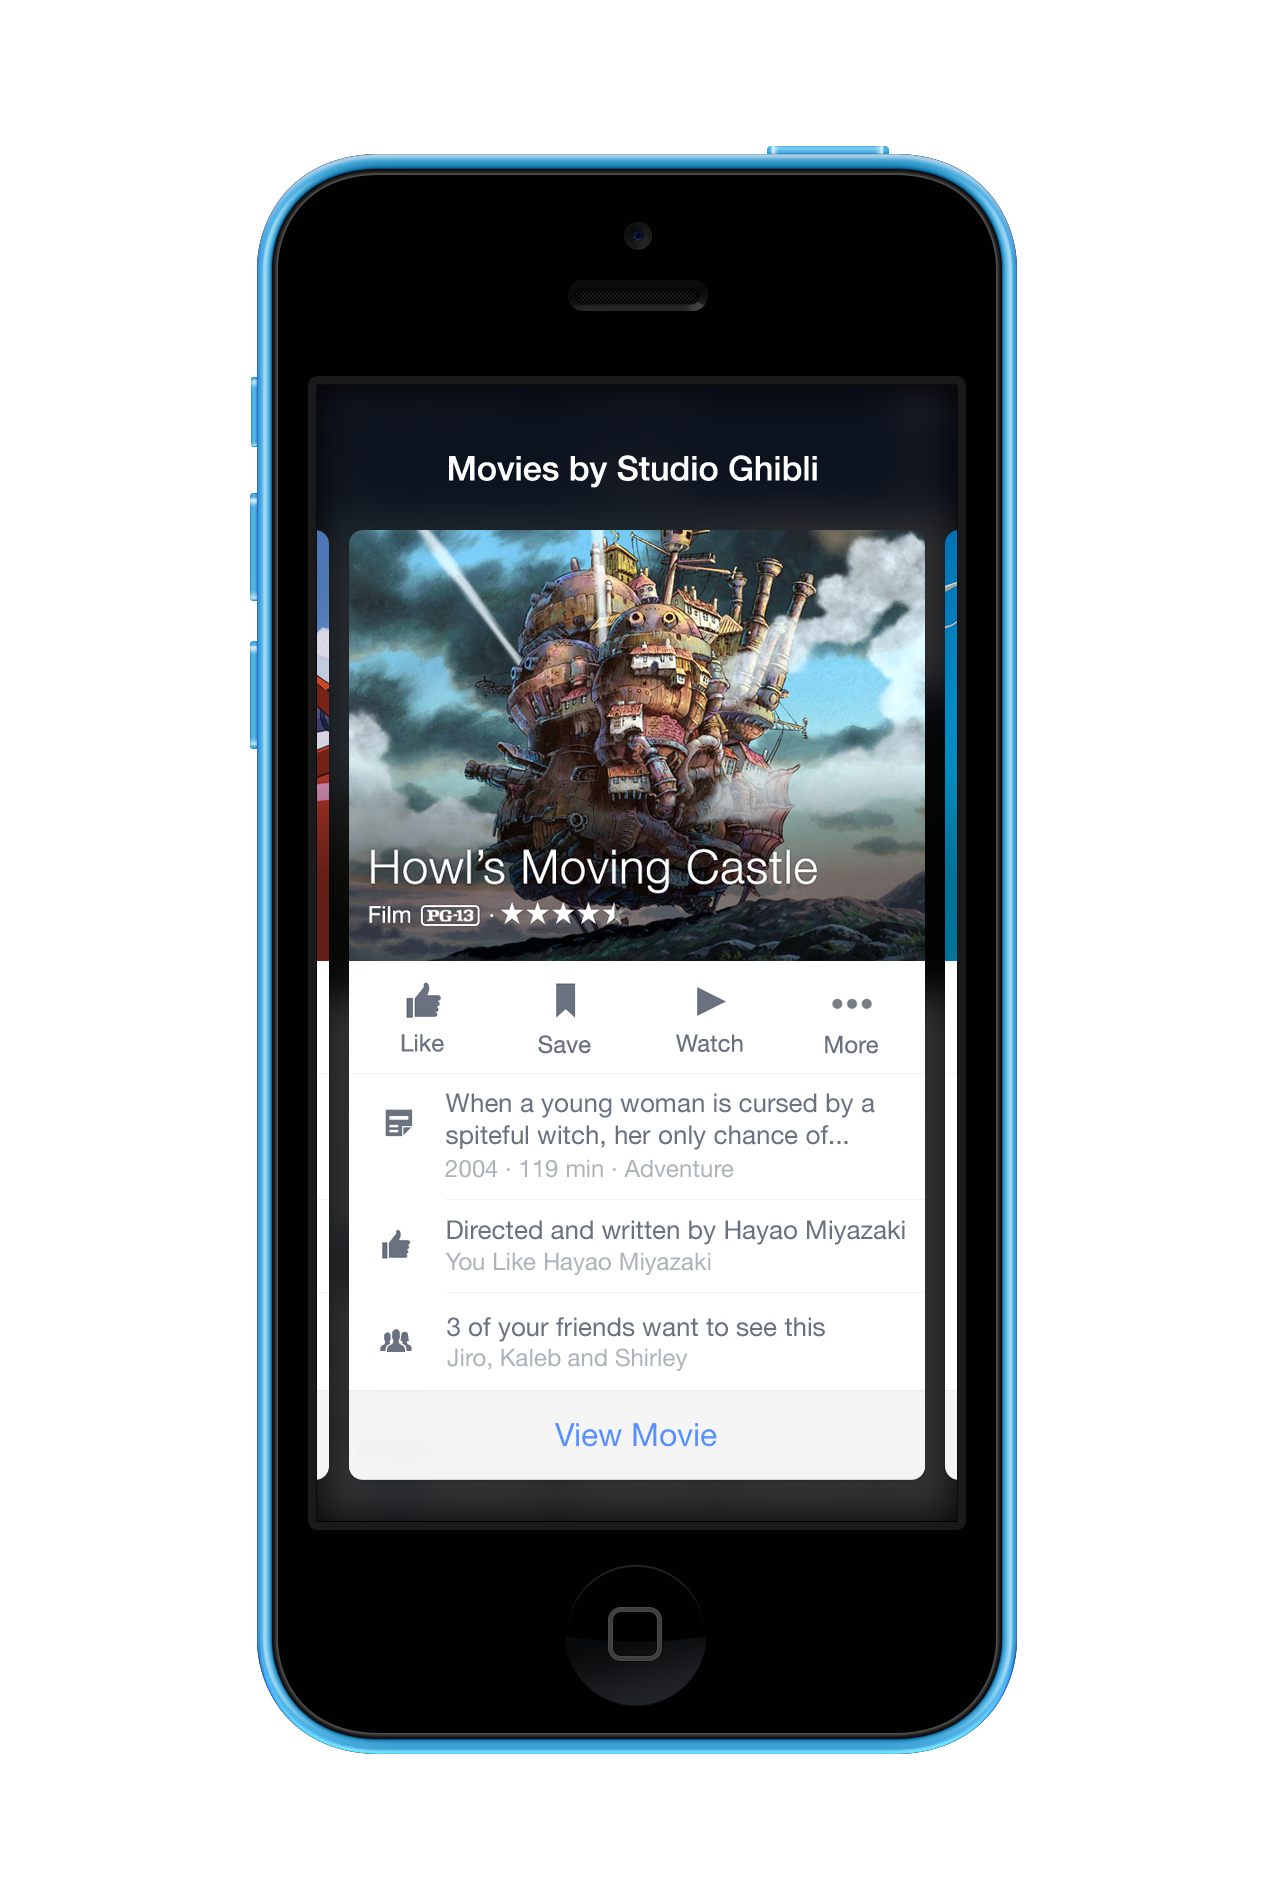 Movies by Studio Ghibli
Howl’s Moving Castle
Film PG-13 · ★★★★
Like
Save
Watch
More
When a young woman is cursed by a
spiteful witch, her only chance of...
2004 · 119 min · Adventure
Directed and written by Hayao Miyazaki
You Like Hayao Miyazaki
3 of your friends want to see this
Jiro, Kaleb and Shirley
View Movie